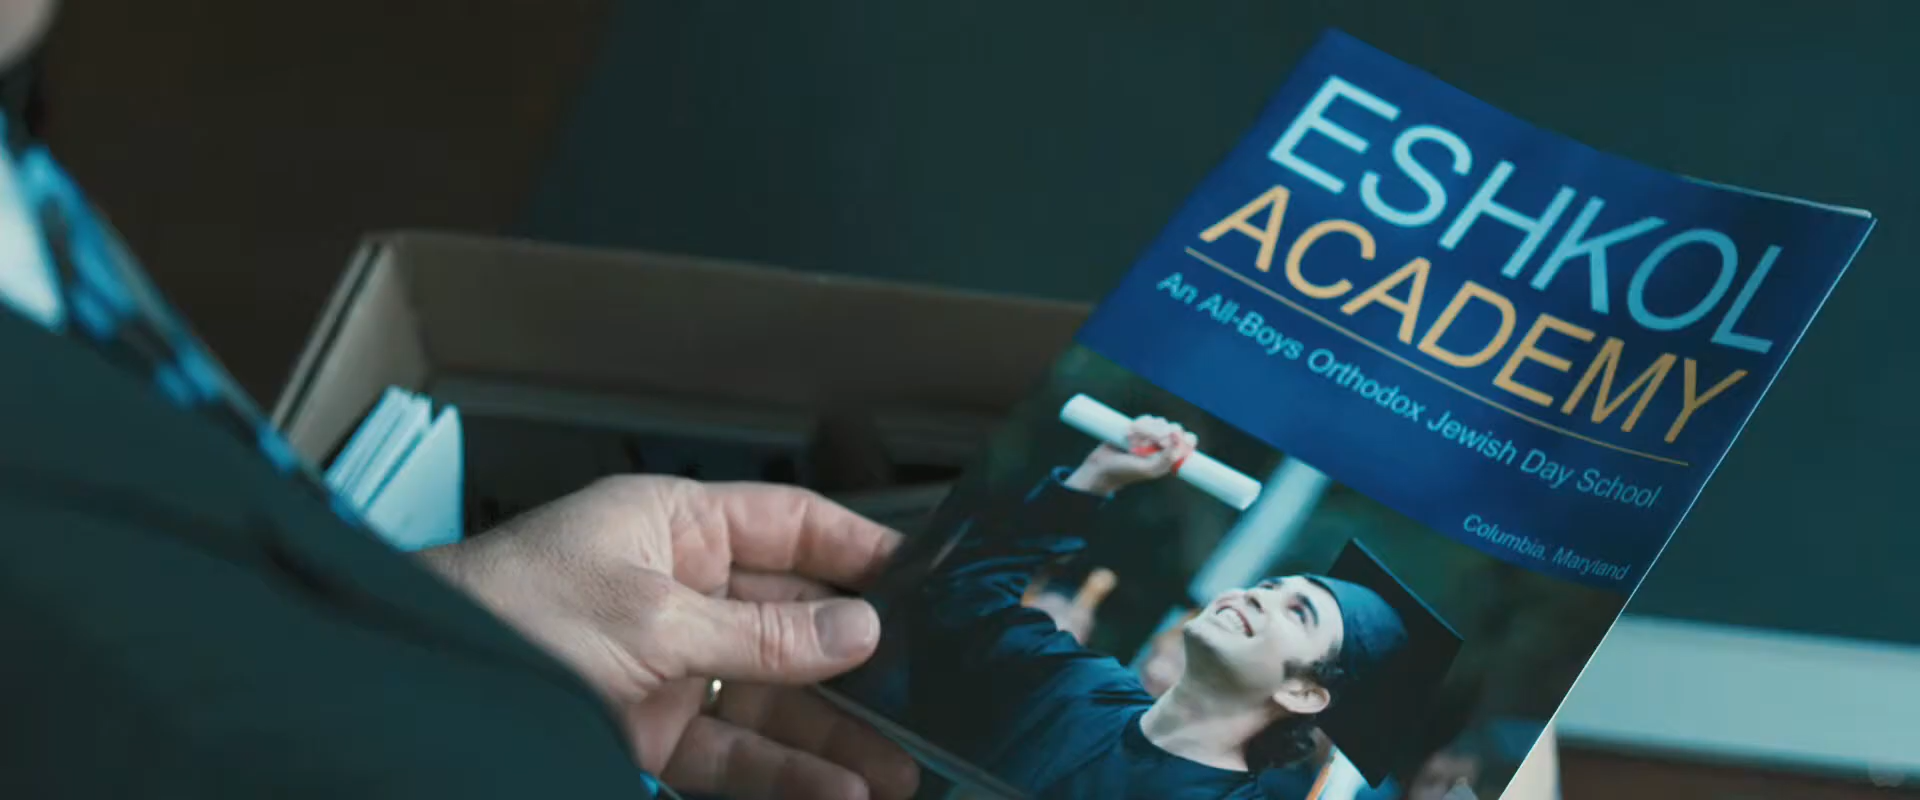 ESHKOL
ACADEMY
An All-Boys Orthodox Jewish Day School
Columbia, Maryland